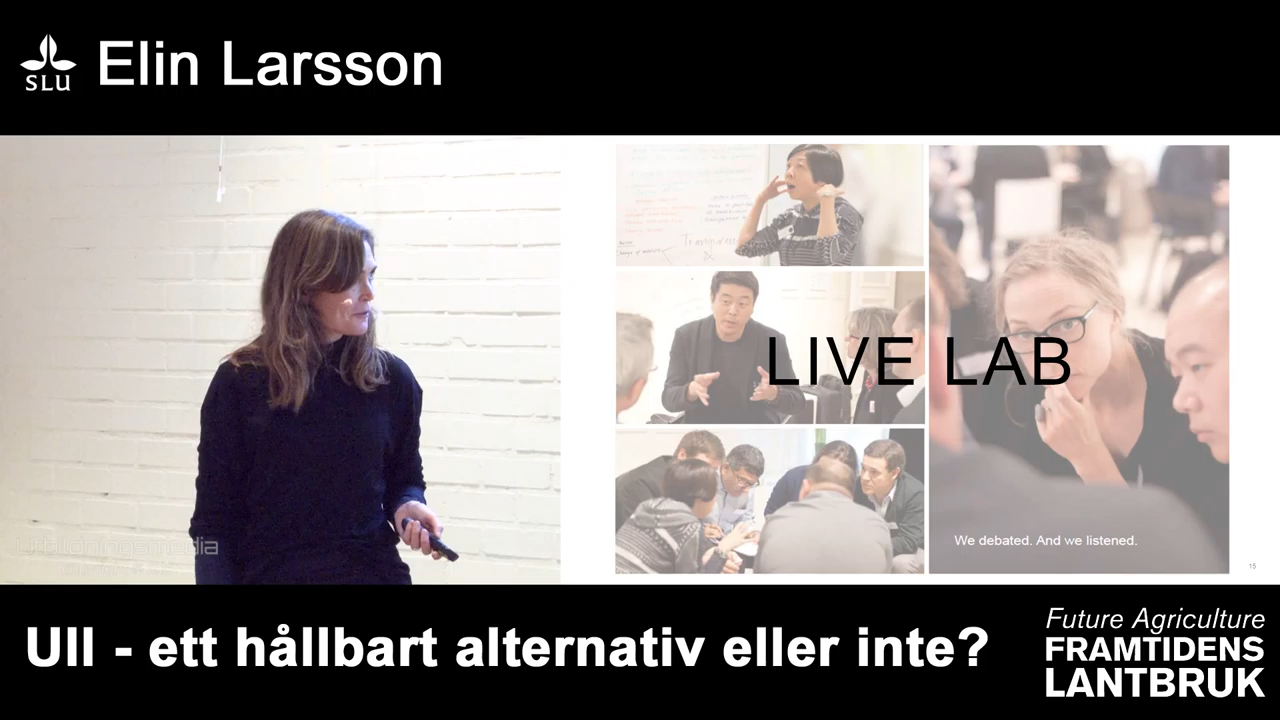 SLU
Elin Larsson
LIVE LAB
We debated. And we listened.
15
Ull - ett hållbart alternativ eller inte?
Future Agriculture
FRAMTIDENS
LANTBRUK